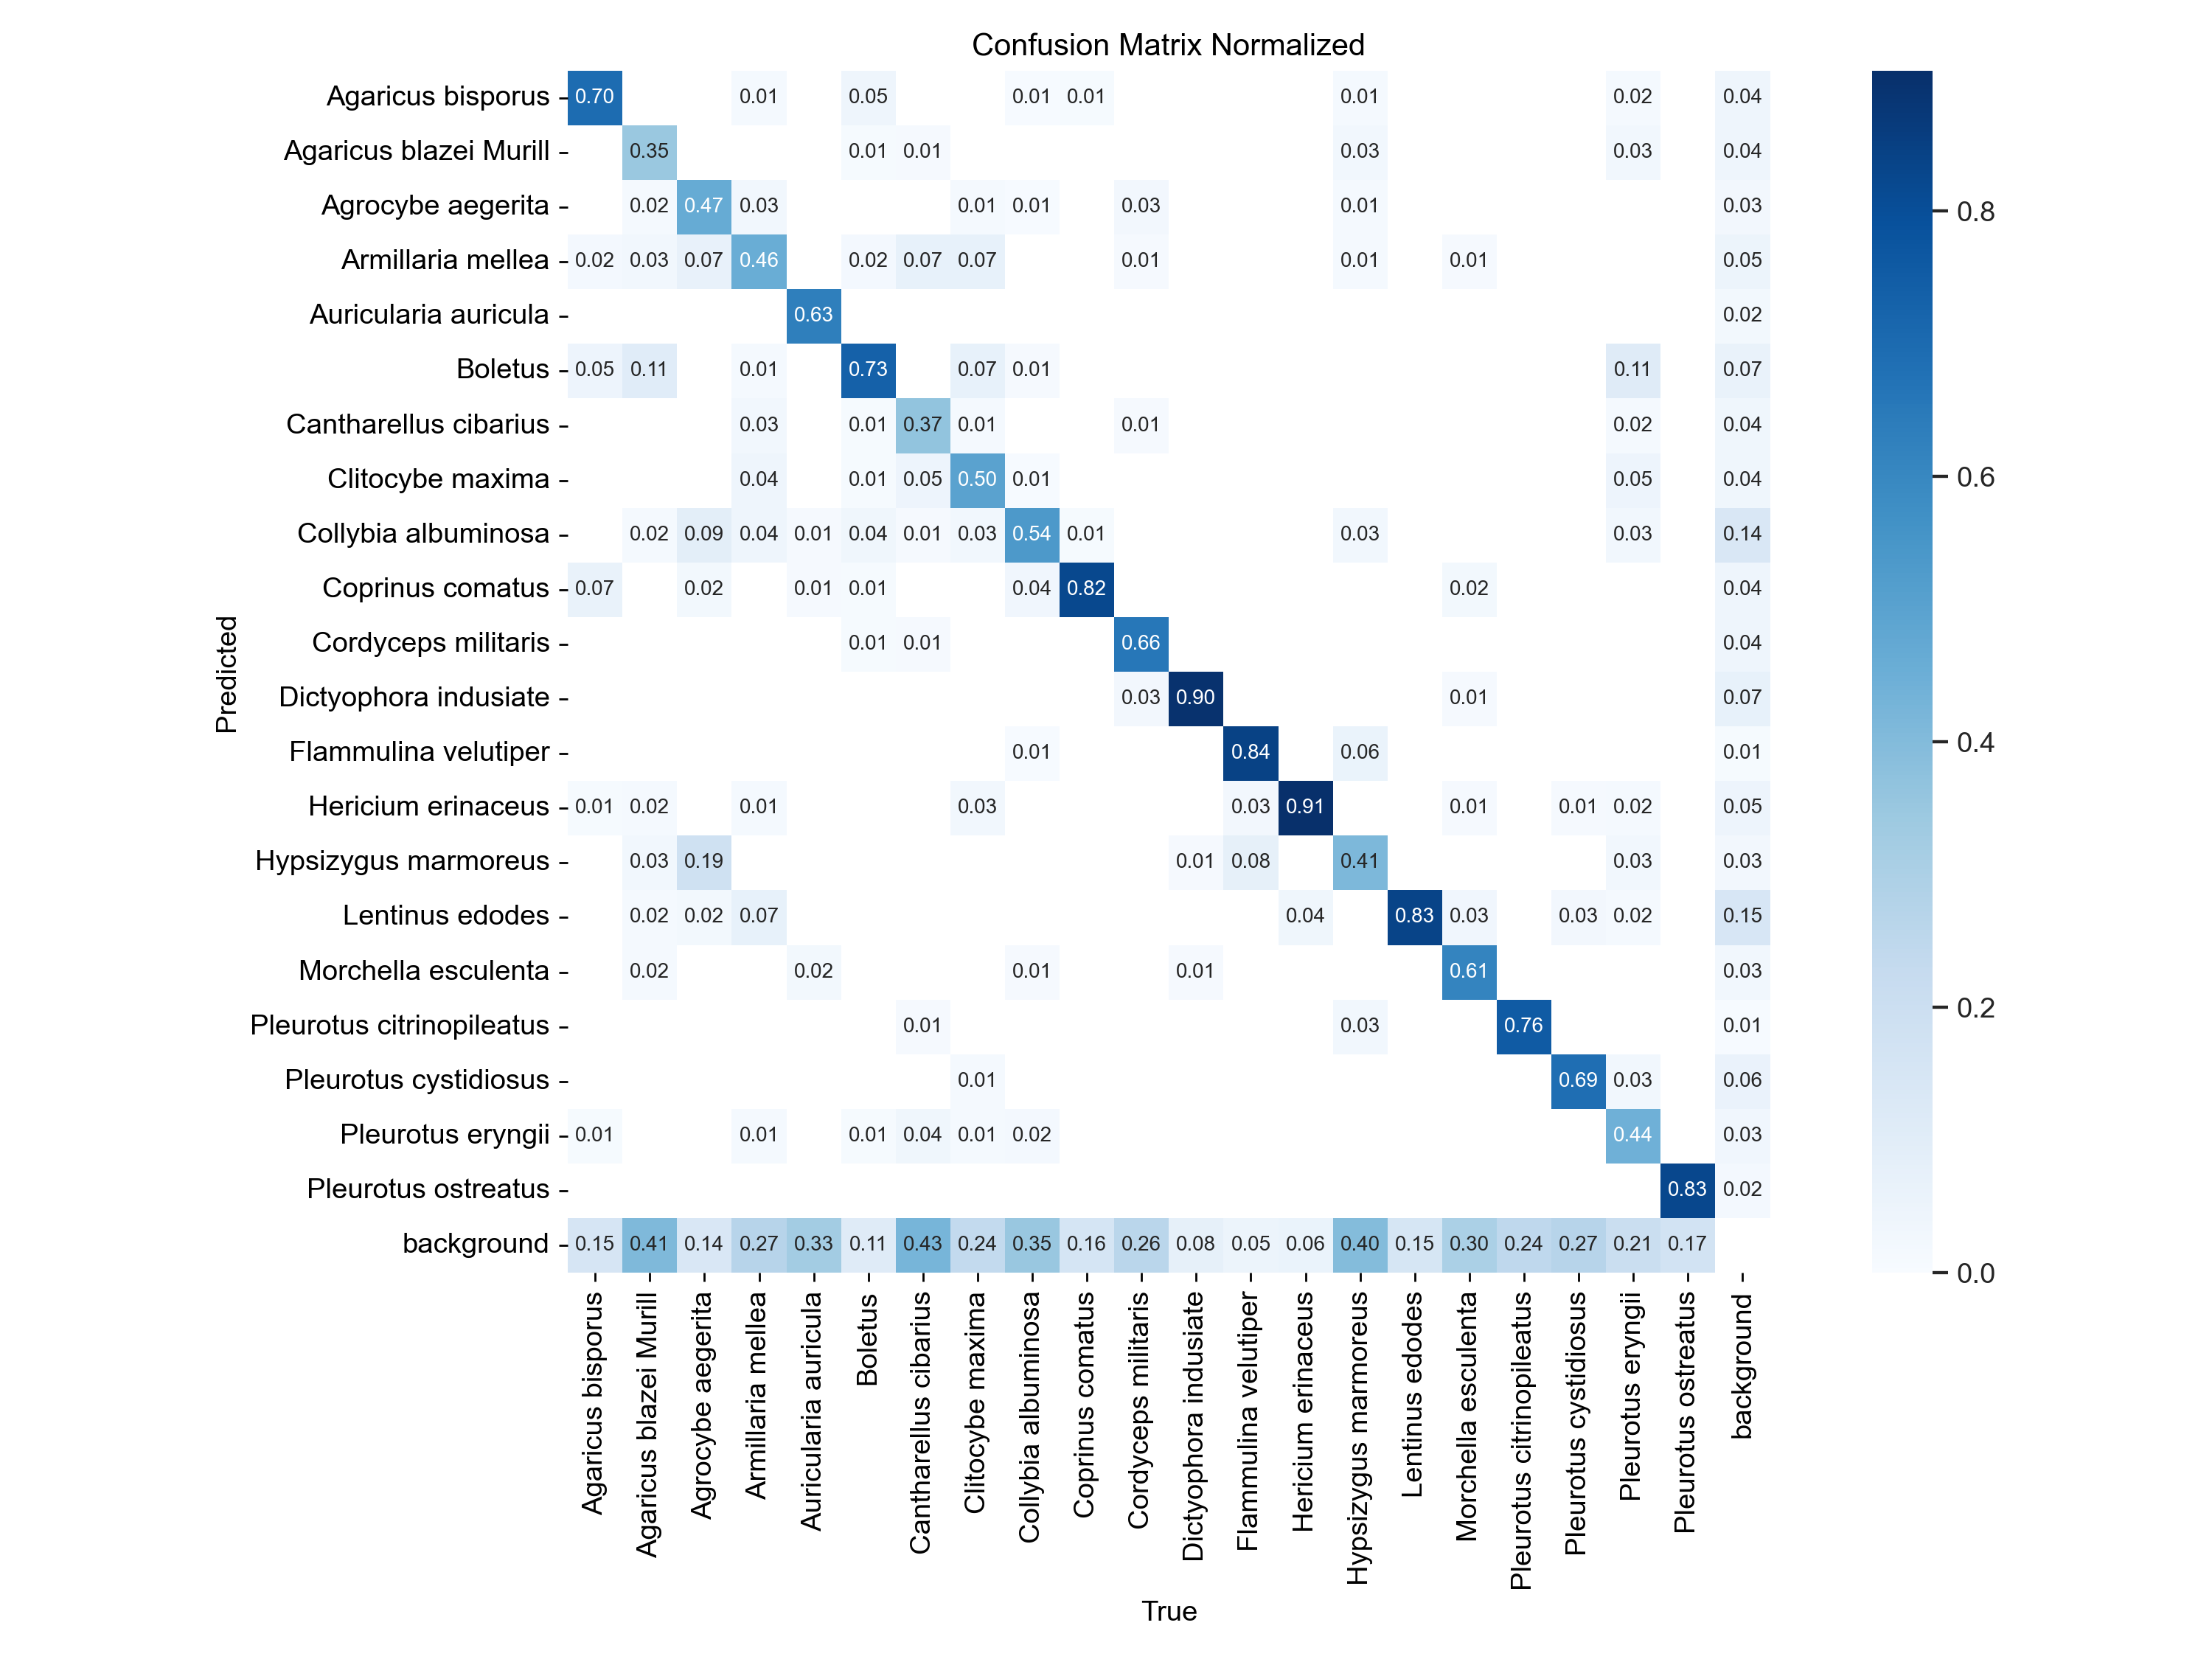 Confusion Matrix Normalized
Agaricus bisporus 0.70 0.01 0.05 0.01 0.01 0.01 0.02 0.04
Agaricus blazei Murill 0.35 0.01 0.01 0.03 0.03 0.04
Agrocybe aegerita 0.02 0.47 0.03 0.01 0.01 0.03 0.01 0.03
Armillaria mellea 0.02 0.03 0.07 0.46 0.02 0.07 0.07 0.01 0.01 0.01 0.05
Auricularia auricula 0.63 0.02
Boletus 0.05 0.11 0.01 0.73 0.07 0.01 0.11 0.07
Cantharellus cibarius 0.03 0.01 0.37 0.01 0.01 0.02 0.04
Clitocybe maxima 0.04 0.01 0.05 0.50 0.01 0.05 0.04
Collybia albuminosa 0.02 0.09 0.04 0.01 0.04 0.01 0.03 0.54 0.01 0.03 0.03 0.14
Coprinus comatus 0.07 0.02 0.01 0.01 0.04 0.82 0.02 0.04
Cordyceps militaris 0.01 0.01 0.66 0.04
Dictyophora indusiate 0.03 0.90 0.01 0.07
Flammulina velutiper 0.01 0.84 0.06 0.01
Hericium erinaceus 0.01 0.02 0.01 0.03 0.03 0.91 0.01 0.01 0.02 0.05
Hypsizygus marmoreus 0.03 0.19 0.01 0.08 0.41 0.03 0.03
Lentinus edodes 0.02 0.02 0.07 0.04 0.83 0.03 0.03 0.02 0.15
Morchella esculenta 0.02 0.02 0.01 0.01 0.61 0.03
Pleurotus citrinopileatus 0.01 0.03 0.76 0.01
Pleurotus cystidiosus 0.01 0.69 0.03 0.06
Pleurotus eryngii 0.01 0.01 0.01 0.04 0.01 0.02 0.44 0.03
Pleurotus ostreatus 0.83 0.02
background 0.15 0.41 0.14 0.27 0.33 0.11 0.43 0.24 0.35 0.16 0.26 0.08 0.05 0.06 0.40 0.15 0.30 0.24 0.27 0.21 0.17
Predicted
Agaricus bisporus
Agaricus blazei Murill
Agrocybe aegerita
Armillaria mellea
Auricularia auricula
Boletus
Cantharellus cibarius
Clitocybe maxima
Collybia albuminosa
Coprinus comatus
Cordyceps militaris
Dictyophora indusiate
Flammulina velutiper
Hericium erinaceus
Hypsizygus marmoreus
Lentinus edodes
Morchella esculenta
Pleurotus citrinopileatus
Pleurotus cystidiosus
Pleurotus eryngii
Pleurotus ostreatus
background
True
0.8
0.6
0.4
0.2
0.0